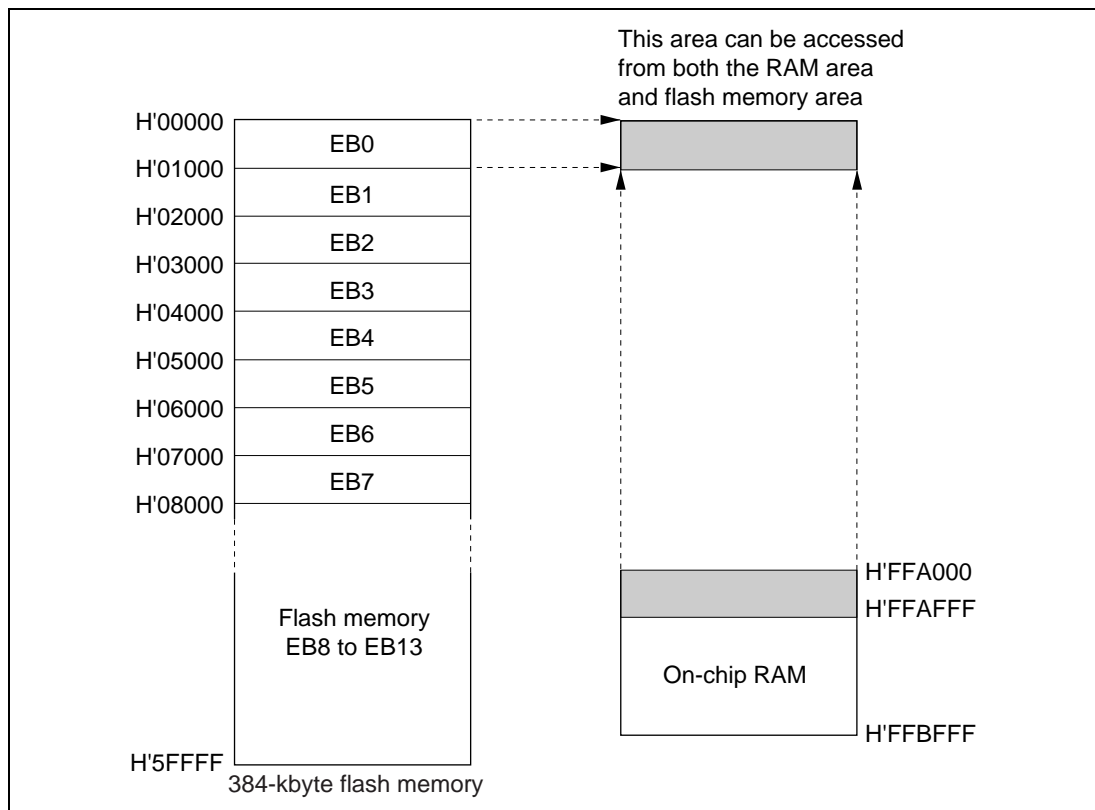 This area can be accessed
from both the RAM area
and flash memory area
H'00000
EB0
H'01000
EB1
H'02000
EB2
H'03000
EB3
H'04000
EB4
H'05000
EB5
H'06000
EB6
H'07000
EB7
H'08000
Flash memory
EB8 to EB13
H'5FFFF
384-kbyte flash memory
H'FFA000
H'FFAFFF
On-chip RAM
H'FFBFFF